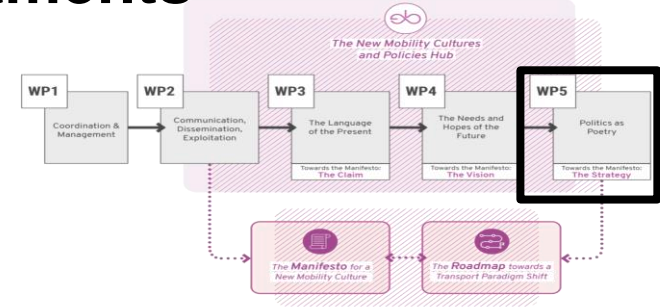 The New Mobility Cultures
and Policies Hub
WP1
WP2
WP3
WP4
WP5
Coordination &
Management
Communication,
Dissemination,
Exploitation
The Language
of the Present
The Needs and
Hopes of the
Future
Politics as
Poetry
Towards the Manifesto:
The Claim
Towards the Manifesto:
The Vision
Towards the Manifesto:
The Strategy
The Manifesto for a
New Mobility Culture
The Roadmap towards a
Transport Paradigm Shift